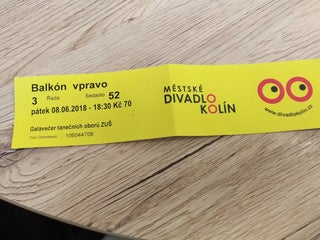 Balkón vpravo
3 Řada Sedadlo 52
pátek 08.06.2018 - 18:30 Kč 70
Galavečer tanečních oborů ZUŠ
106044708
MĚSTSKÉ
DIVADLO
KOLÍN
www.divadlokolin.cz